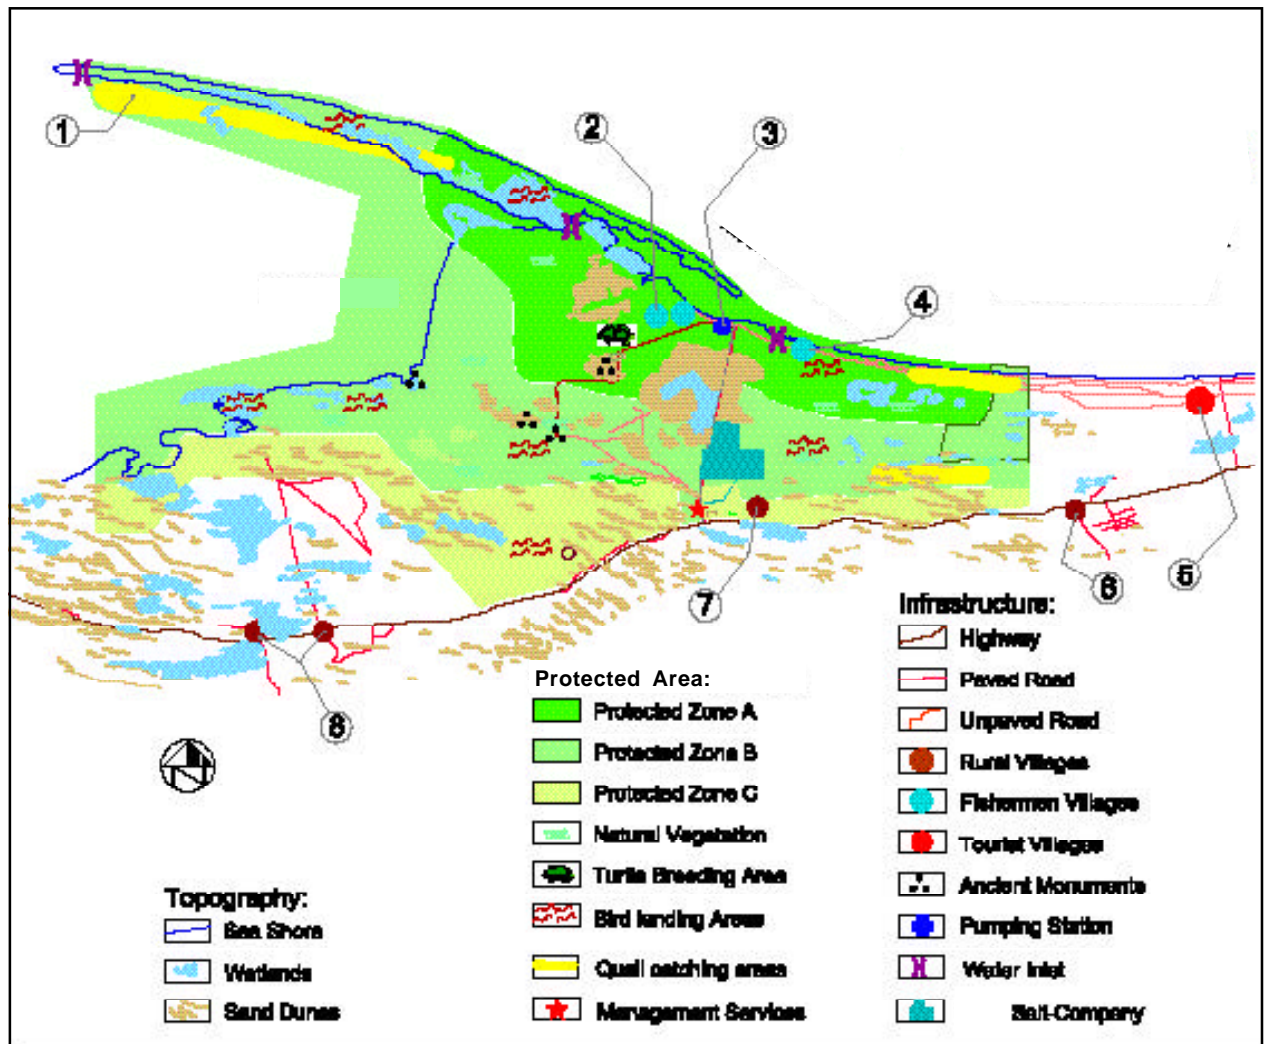 1
2
3
4
5
6
7
8
Protected Area:
Protected Zone A
Protected Zone B
Protected Zone C
Natural Vegetation
Turtle Breeding Area
Bird landing Areas
Quail catching areas
Management Services
Topography:
Sea Shore
Wetlands
Sand Dunes
Infrastructure:
Highway
Paved Road
Unpaved Road
Rural Villages
Fishermen Villages
Tourist Villages
Ancient Monuments
Pumping Station
Water Inlet
Salt-Company
N